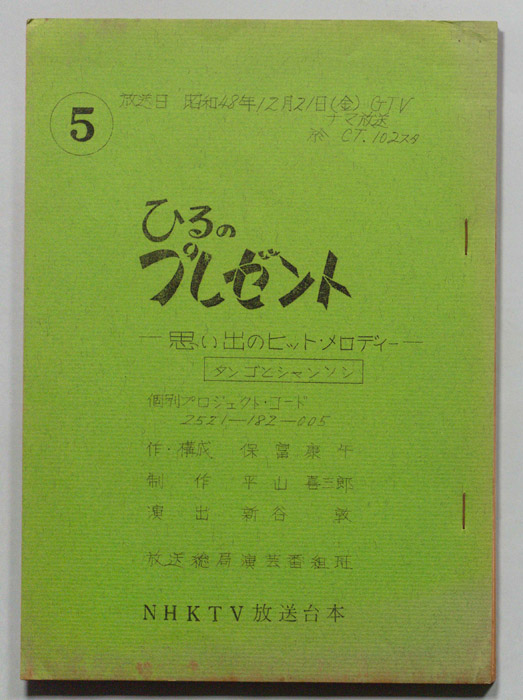 5
放送日 昭和48年12月21日(金) GTV
ナマ放送
CT.102スタ
ひるの
プレゼント
—思い出のヒット・メロディー—
タンゴとシャンソン
個別プロジェクト・コード
2521—182—005
作・構成 保富康午
制作 平山喜三郎
演出 新谷 敦
放送総局演芸番組班
NHKTV放送台本